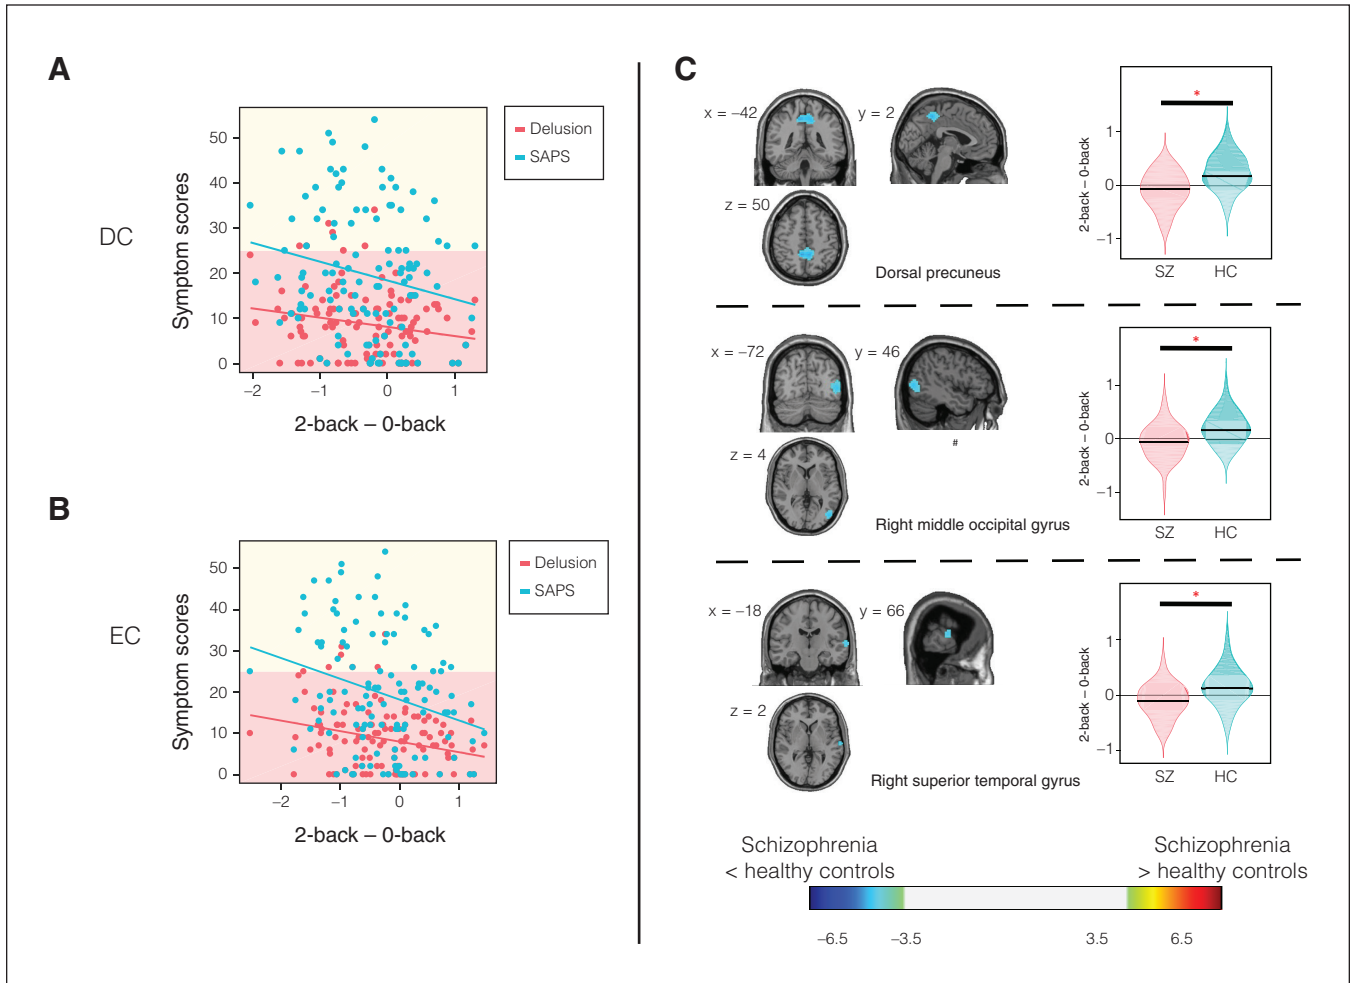 A
DC
Symptom scores
50
40
30
20
10
0
−2
−1
0
1
2-back – 0-back
Delusion
SAPS
B
EC
Symptom scores
50
40
30
20
10
0
−2
−1
0
1
2-back – 0-back
Delusion
SAPS
C
x = −42
y = 2
z = 50
Dorsal precuneus
2-back – 0-back
1
0
−1
*
SZ
HC
x = −72
y = 46
#
z = 4
Right middle occipital gyrus
2-back – 0-back
1
0
−1
*
SZ
HC
x = −18
y = 66
z = 2
Right superior temporal gyrus
2-back – 0-back
1
0
−1
*
SZ
HC
Schizophrenia
< healthy controls
Schizophrenia
> healthy controls
−6.5
−3.5
3.5
6.5